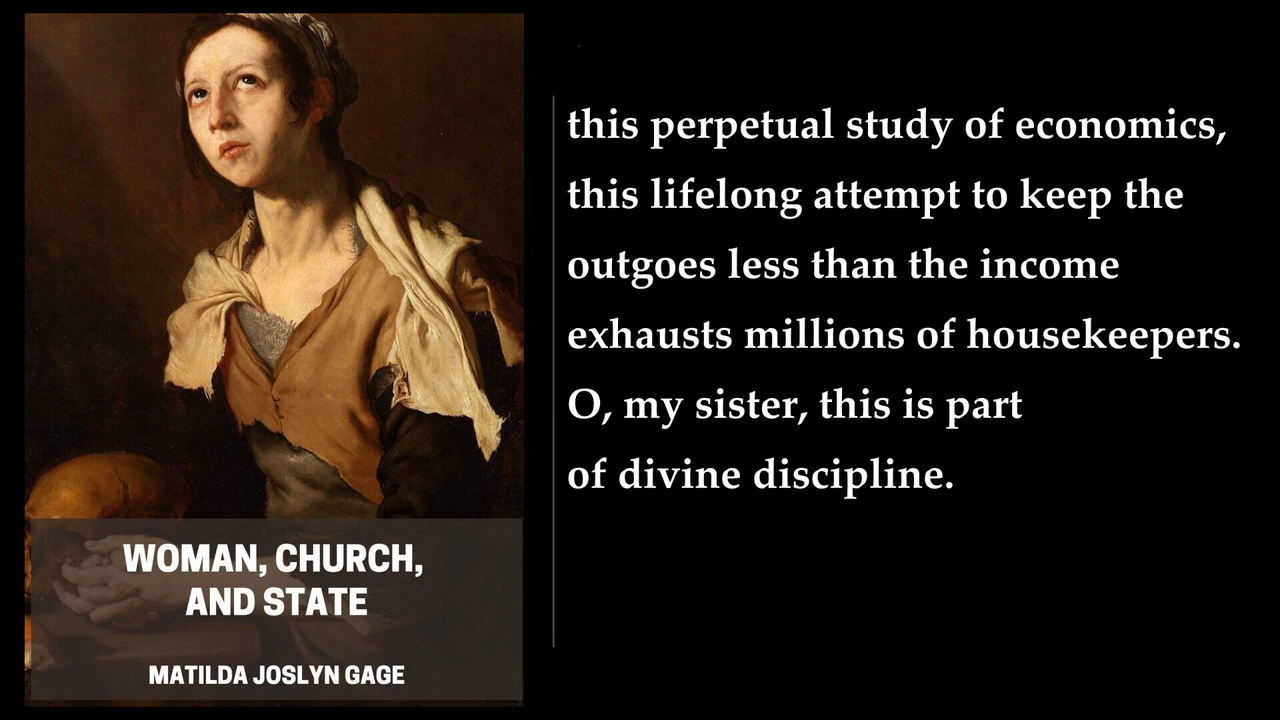 this perpetual study of economics,
this lifelong attempt to keep the
outgoes less than the income
exhausts millions of housekeepers.
O, my sister, this is part
of divine discipline.
WOMAN, CHURCH,
AND STATE
MATILDA JOSLYN GAGE